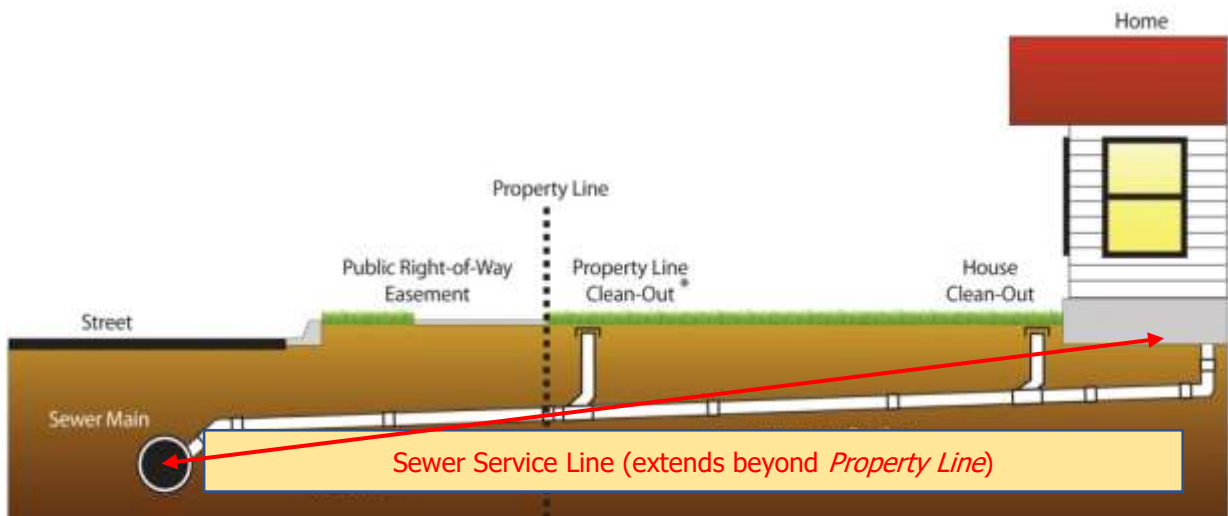 Home
Property Line
Public Right-of-Way
Easement
Property Line
Clean-Out *
House
Clean-Out
Street
Sewer Main
Sewer Service Line (extends beyond Property Line)